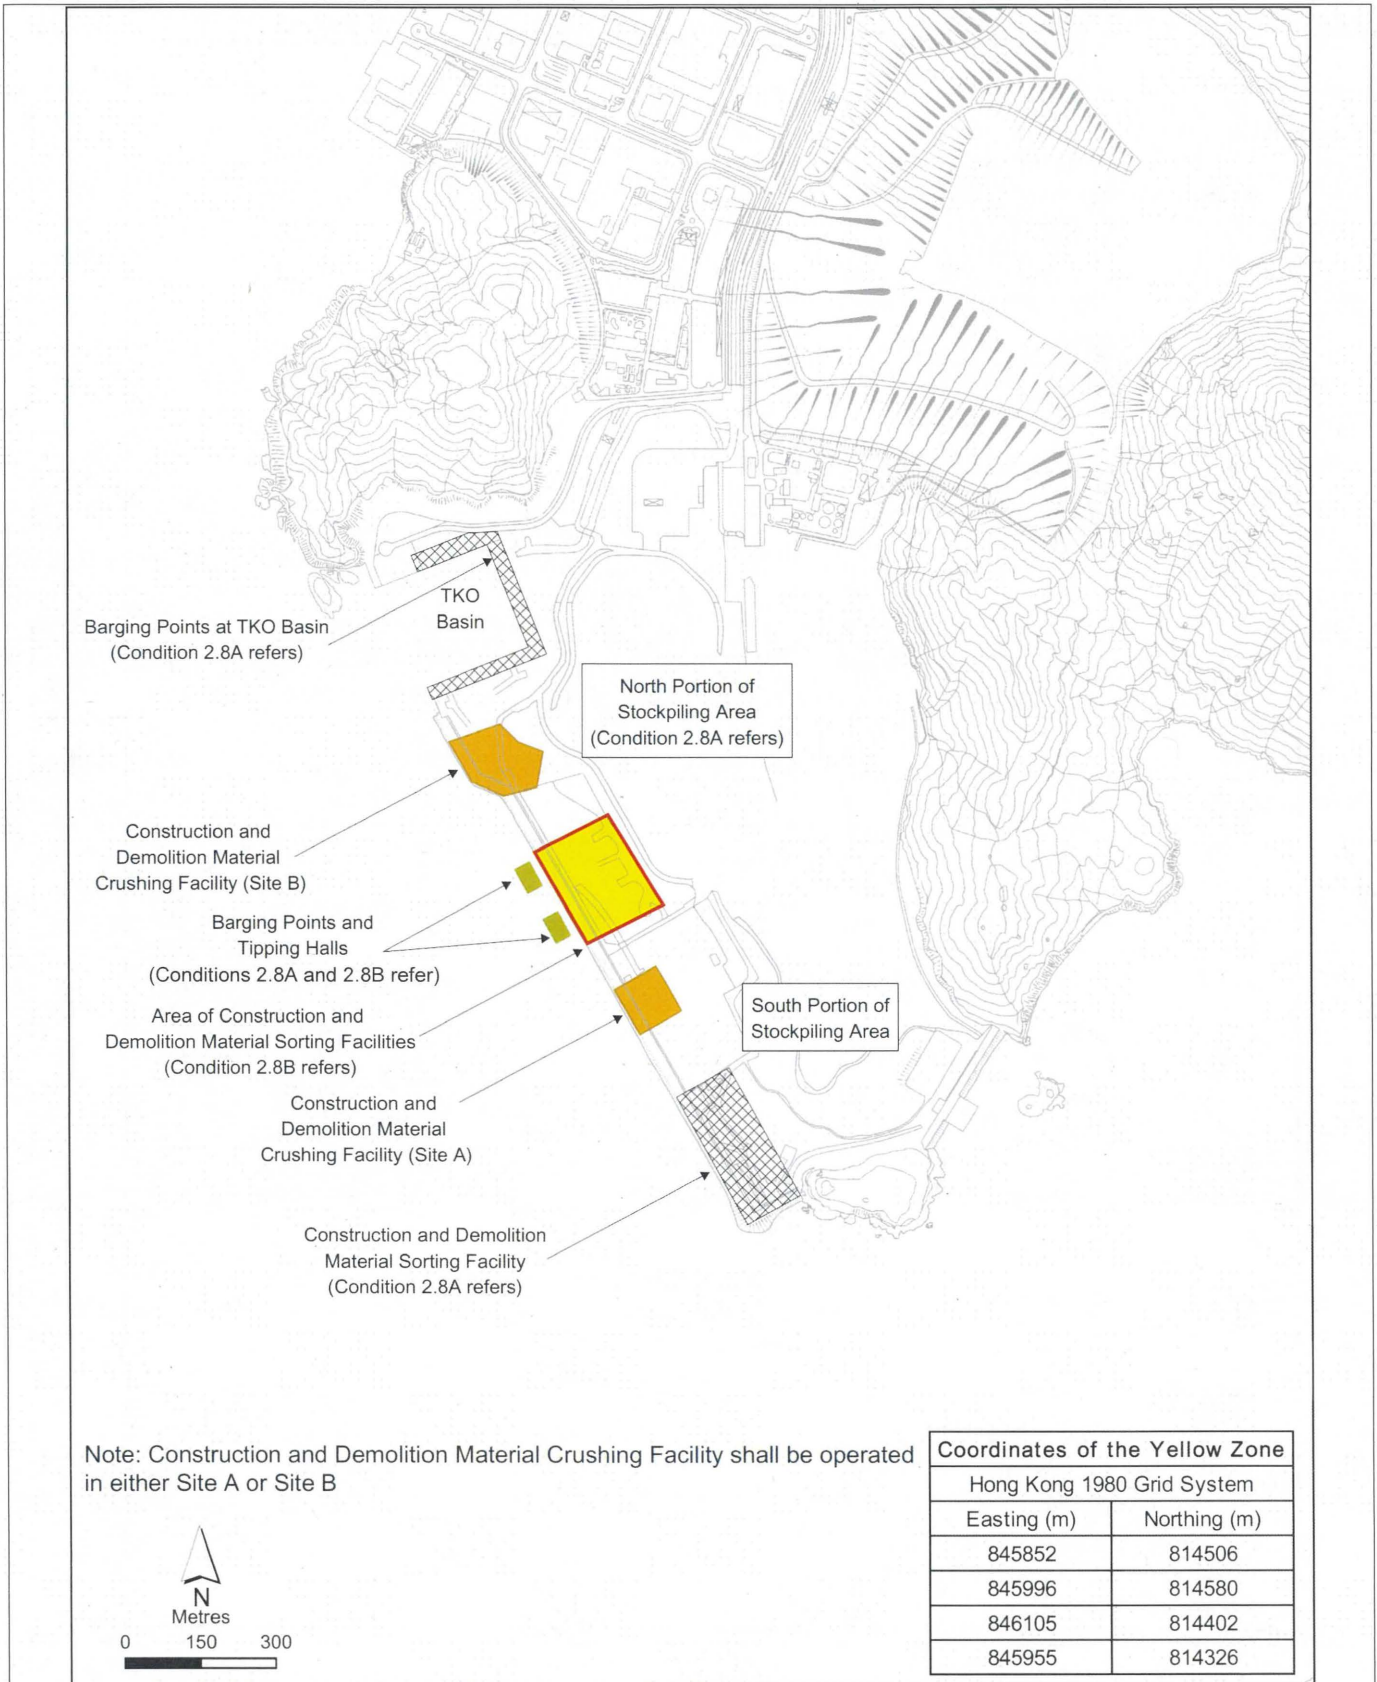 TKO
Basin
Barging Points at TKO Basin
(Condition 2.8A refers)
North Portion of
Stockpiling Area
(Condition 2.8A refers)
Construction and
Demolition Material
Crushing Facility (Site B)
Barging Points and
Tipping Halls
(Conditions 2.8A and 2.8B refer)
Area of Construction and
Demolition Material Sorting Facilities
(Condition 2.8B refers)
South Portion of
Stockpiling Area
Construction and
Demolition Material
Crushing Facility (Site A)
Construction and Demolition
Material Sorting Facility
(Condition 2.8A refers)
Note: Construction and Demolition Material Crushing Facility shall be operated
in either Site A or Site B
N
Metres
0 150 300
Coordinates of the Yellow Zone
Hong Kong 1980 Grid System
Easting (m) Northing (m)
845852 814506
845996 814580
846105 814402
845955 814326